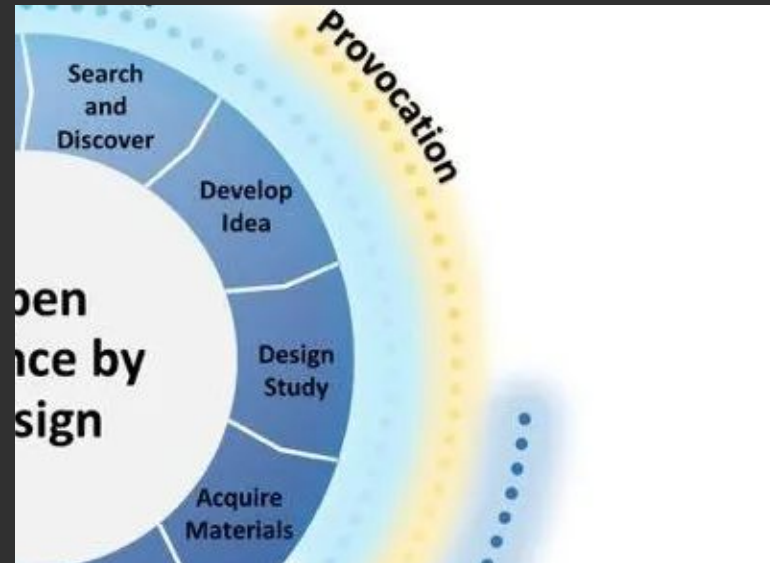 Provocation
Search
and
Discover
Develop
Idea
Design
Study
Acquire
Materials
pen
nce by
sign